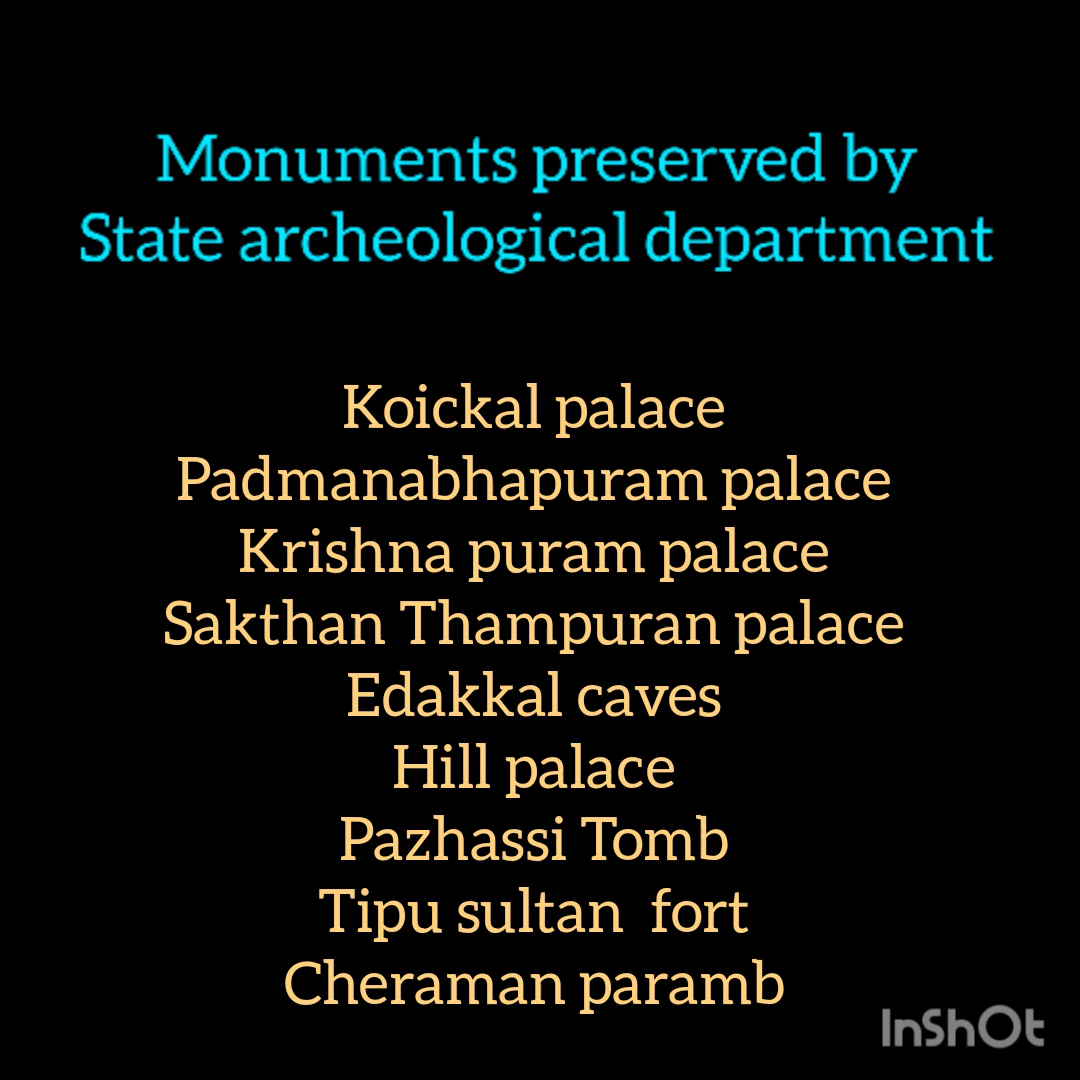 Monuments preserved by
State archeological department
Koickal palace
Padmanabhapuram palace
Krishna puram palace
Sakthan Thampuran palace
Edakkal caves
Hill palace
Pazhassi Tomb
Tipu sultan  fort
Cheraman paramb
InShOt